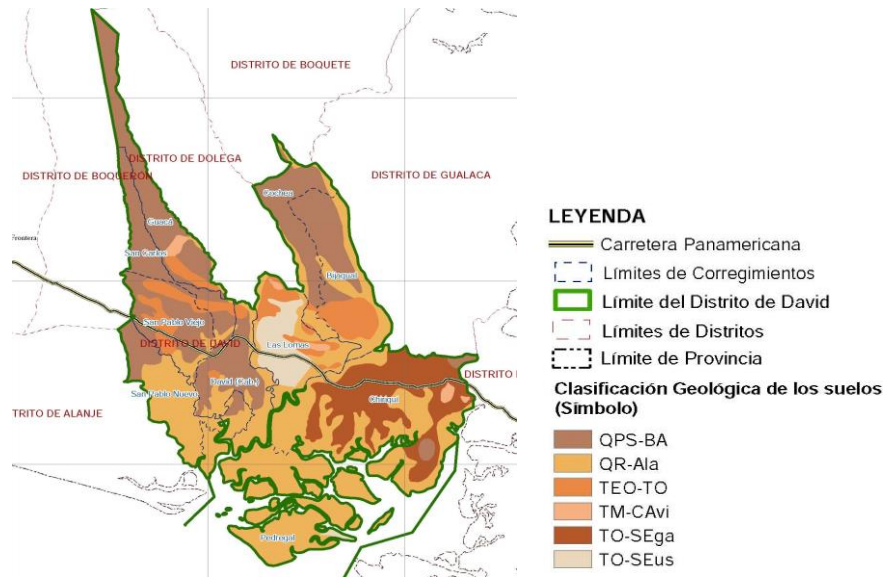 DISTRITO DE BOQUETE
DISTRITO DE DOLEGA
DISTRITO DE BOQUERÓN
DISTRITO DE GUALACA
Cochea
Guacá
Frontera
San Carlos
Bijagual
San Pablo Viejo
DISTRITO DE DAVID
Las Lomas
DISTRITO
David (Cab.)
San Pablo Nuevo
Chiriquí
TRITO DE ALANJE
Pedregal
LEYENDA
Carretera Panamericana
Límites de Corregimientos
Límite del Distrito de David
Límites de Distritos
Límite de Provincia
Clasificación Geológica de los suelos
(Símbolo)
QPS-BA
QR-Ala
TEO-TO
TM-CAvi
TO-SEga
TO-SEus